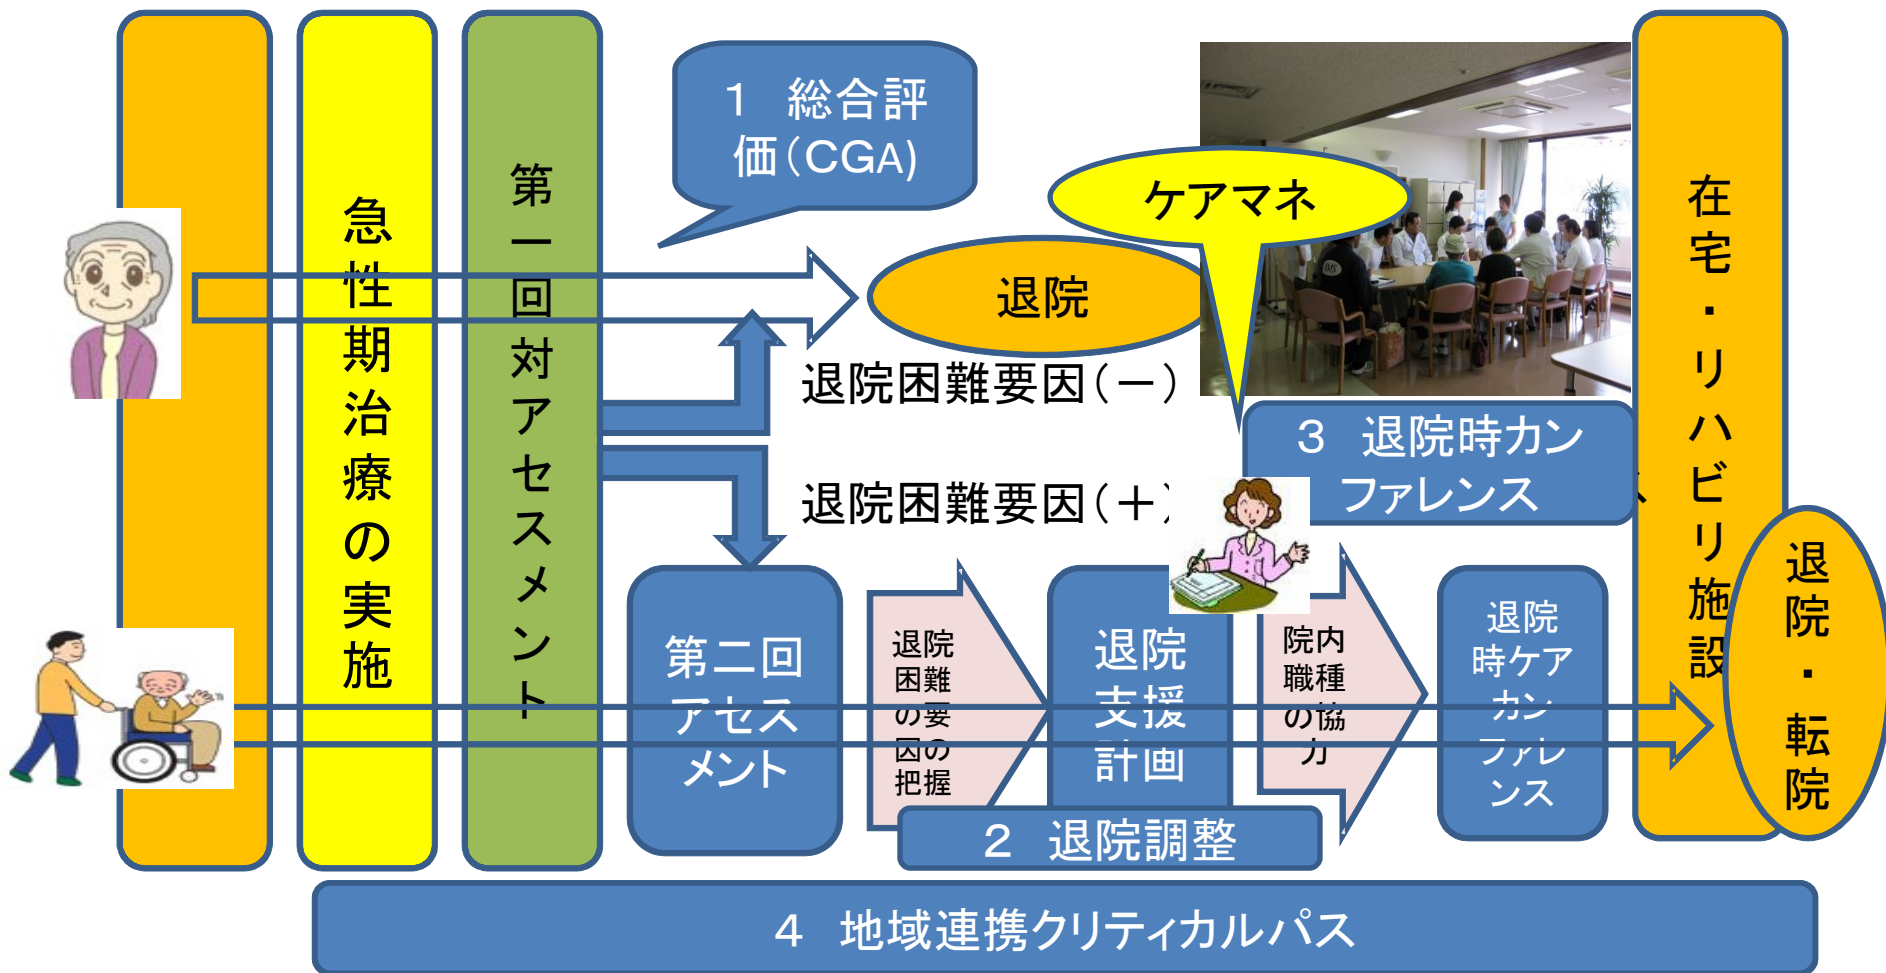 急性期治療の実施
第一回対アセスメント
1 総合評
価(CGA)
ケアマネ
退院
退院困難要因(－)
退院困難要因(＋)
3 退院時カン
ファレンス
在宅・リハビリ施設
退院・転院
第二回
アセス
メント
退院
困難
の要
因の
把握
退院
支援
計画
院内
職種
の協
力
退院
時ケア
カン
ファレ
ンス
2 退院調整
4 地域連携クリティカルパス